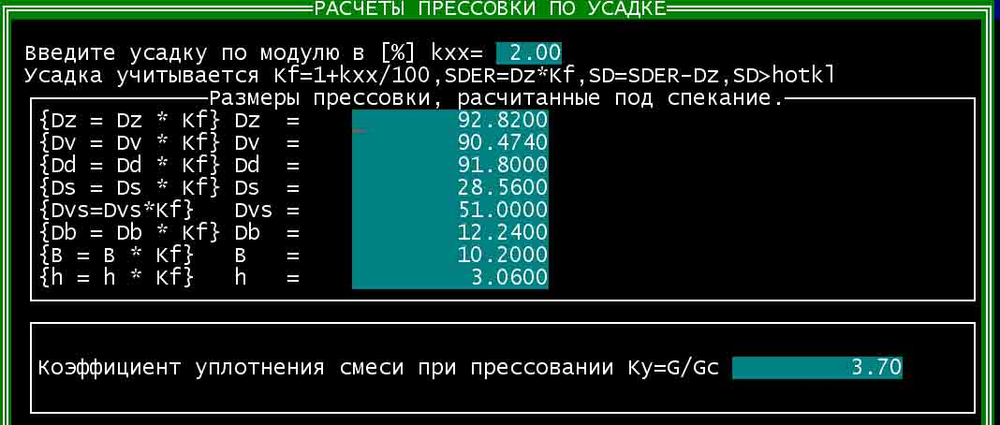 РАСЧЕТЫ ПРЕССОВКИ ПО УСАДКЕ
Введите усадку по модулю в [%] kxx= 2.00
Усадка учитывается Kf=1+kxx/100,SDER=Dz*Kf,SD=SDER-Dz,SD>hotkl
Размеры прессовки, расчитанные под спекание.
{Dz = Dz * Kf} Dz = 92.8200
{Dv = Dv * Kf} Dv = 90.4740
{Dd = Dd * Kf} Dd = 91.8000
{Ds = Ds * Kf} Ds = 28.5600
{Dvs=Dvs*Kf} Dvs = 51.0000
{Db = Db * Kf} Db = 12.2400
{B = B * Kf} B = 10.2000
{h = h * Kf} h = 3.0600
Коэффициент уплотнения смеси при прессовании Ky=G/Gc 3.70